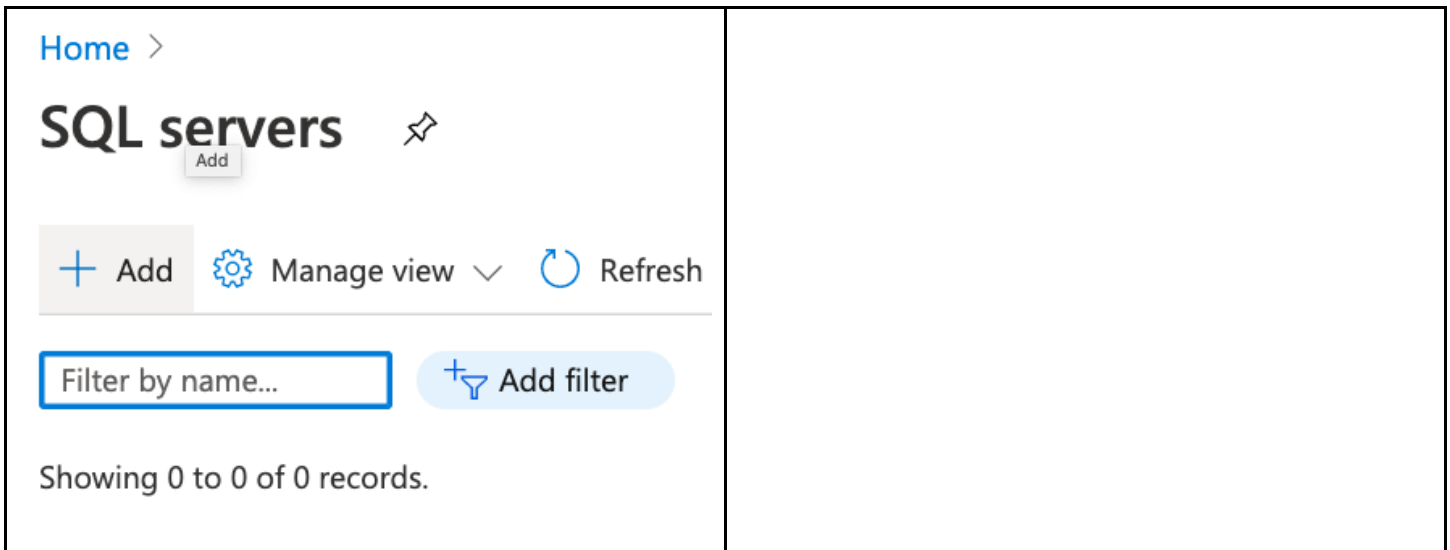 Home
SQL servers
Add
Add Manage view Refresh
Filter by name... Add filter
Showing 0 to 0 of 0 records.